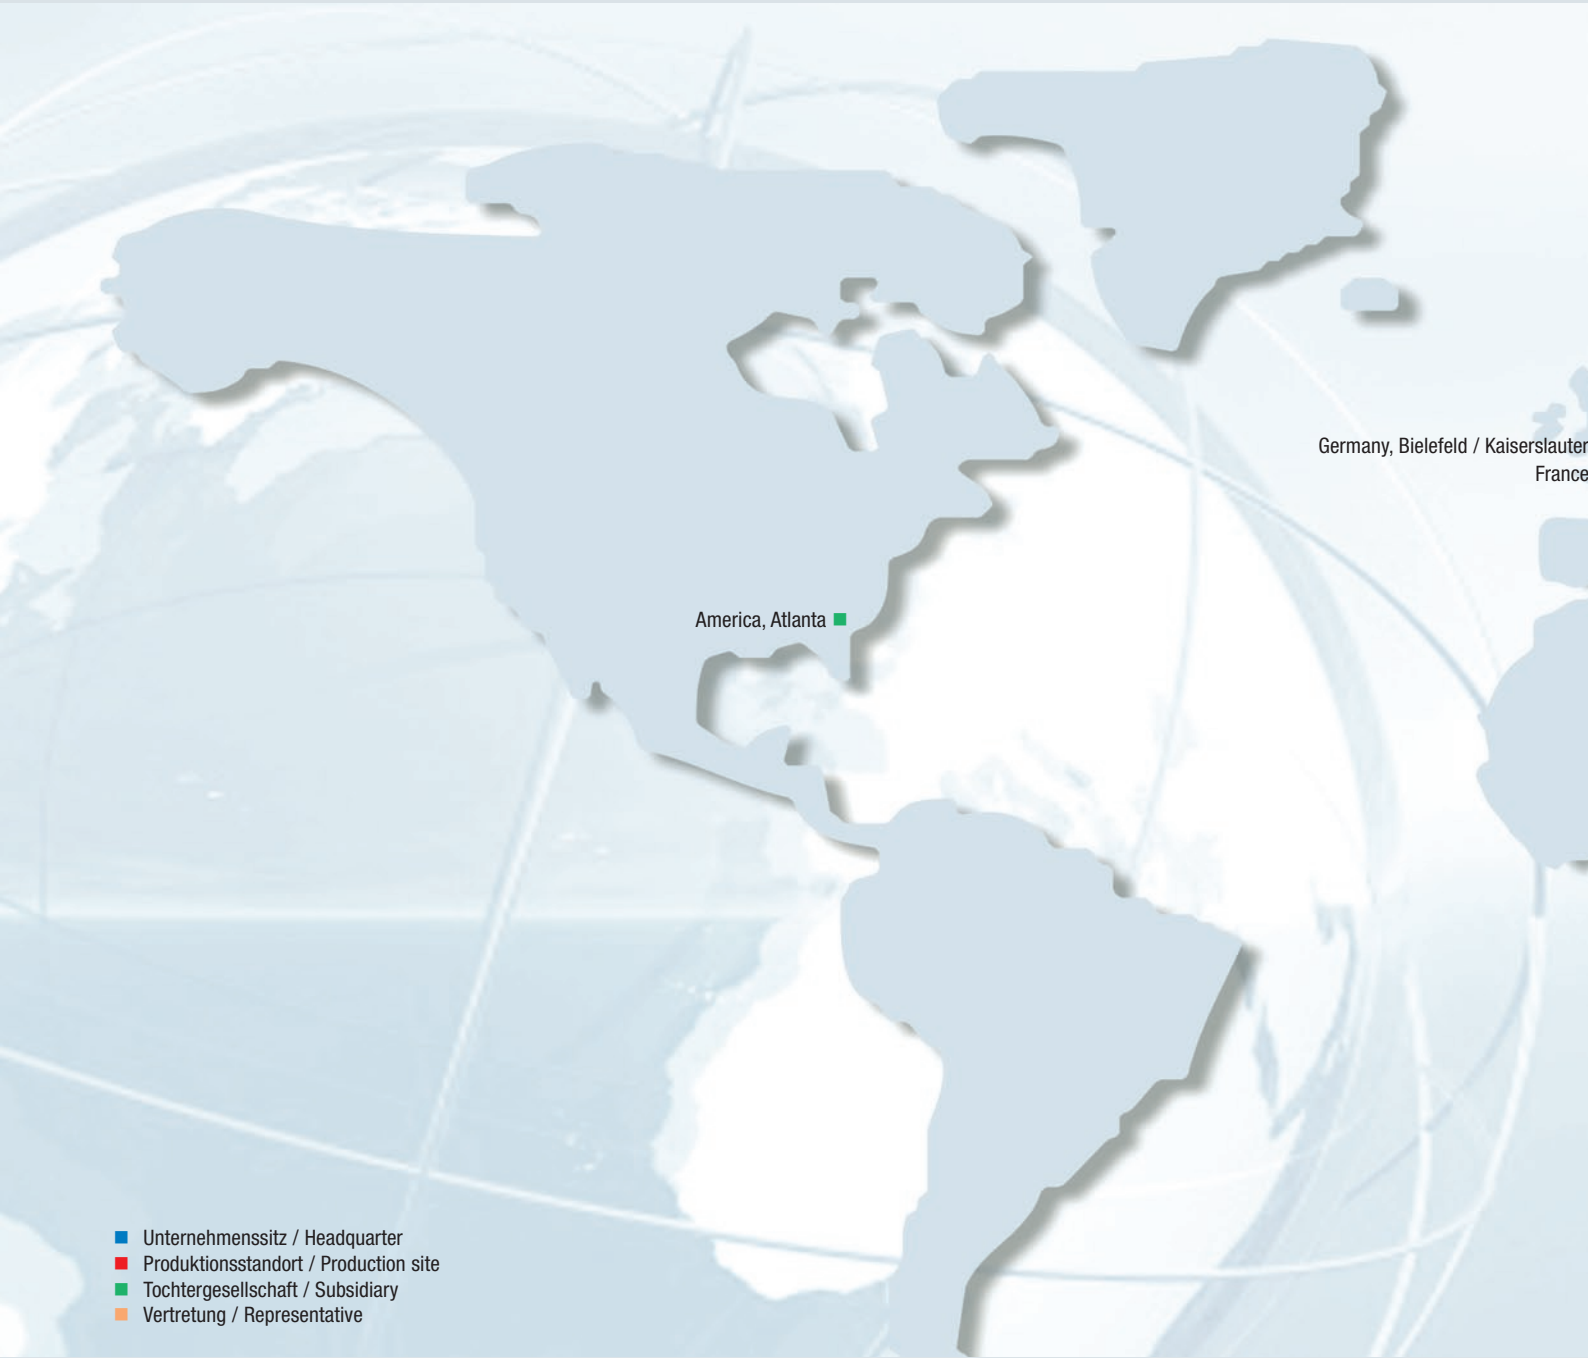 Germany, Bielefeld / Kaiserslauter
France
America, Atlanta
Unternehmenssitz / Headquarter
Produktionsstandort / Production site
Tochtergesellschaft / Subsidiary
Vertretung / Representative